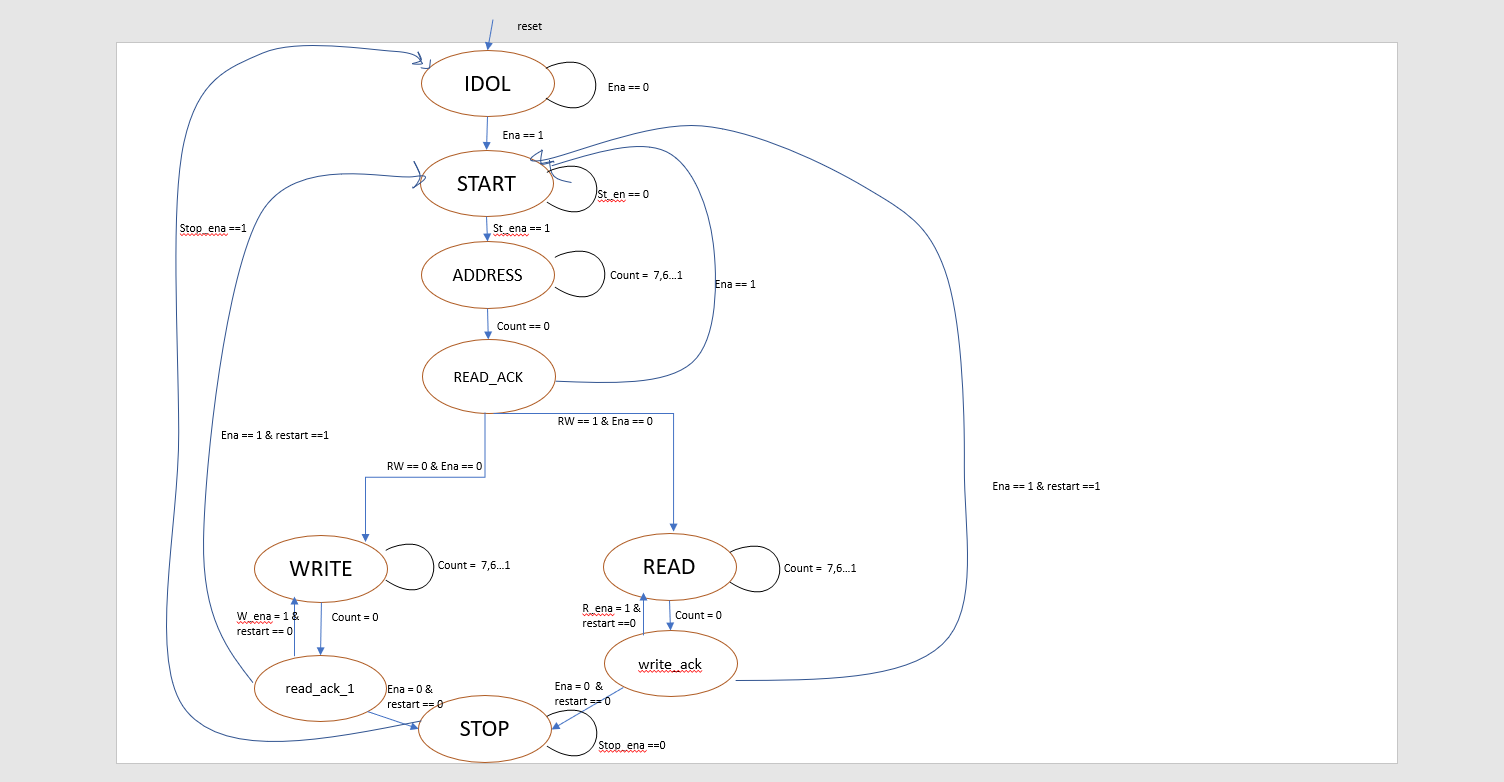 reset
IDOL
Ena == 0
Ena == 1
START
St_en == 0
Stop_ena ==1
St_ena == 1
ADDRESS
Count =  7,6...1
Ena == 1
Count == 0
READ_ACK
RW == 1 & Ena == 0
Ena == 1 & restart ==1
RW == 0 & Ena == 0
Ena == 1 & restart ==1
WRITE
Count =  7,6...1
READ
Count =  7,6...1
W_ena = 1 &
restart == 0
Count = 0
R_ena = 1 &
restart ==0
Count = 0
read_ack_1
write_ack
Ena = 0 &
restart == 0
Ena = 0  &
restart == 0
STOP
Stop_ena ==0